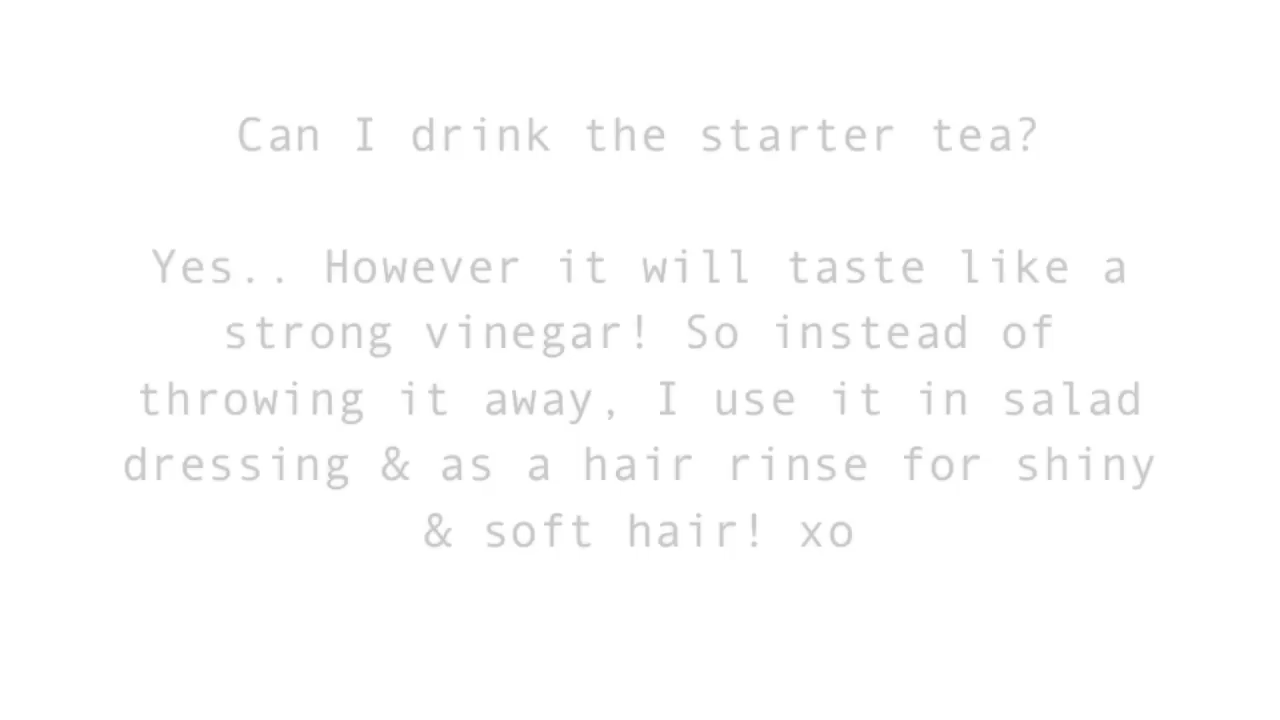 Can I drink the starter tea?
Yes.. However it will taste like a
strong vinegar! So instead of
throwing it away, I use it in salad
dressing & as a hair rinse for shiny
& soft hair! xo